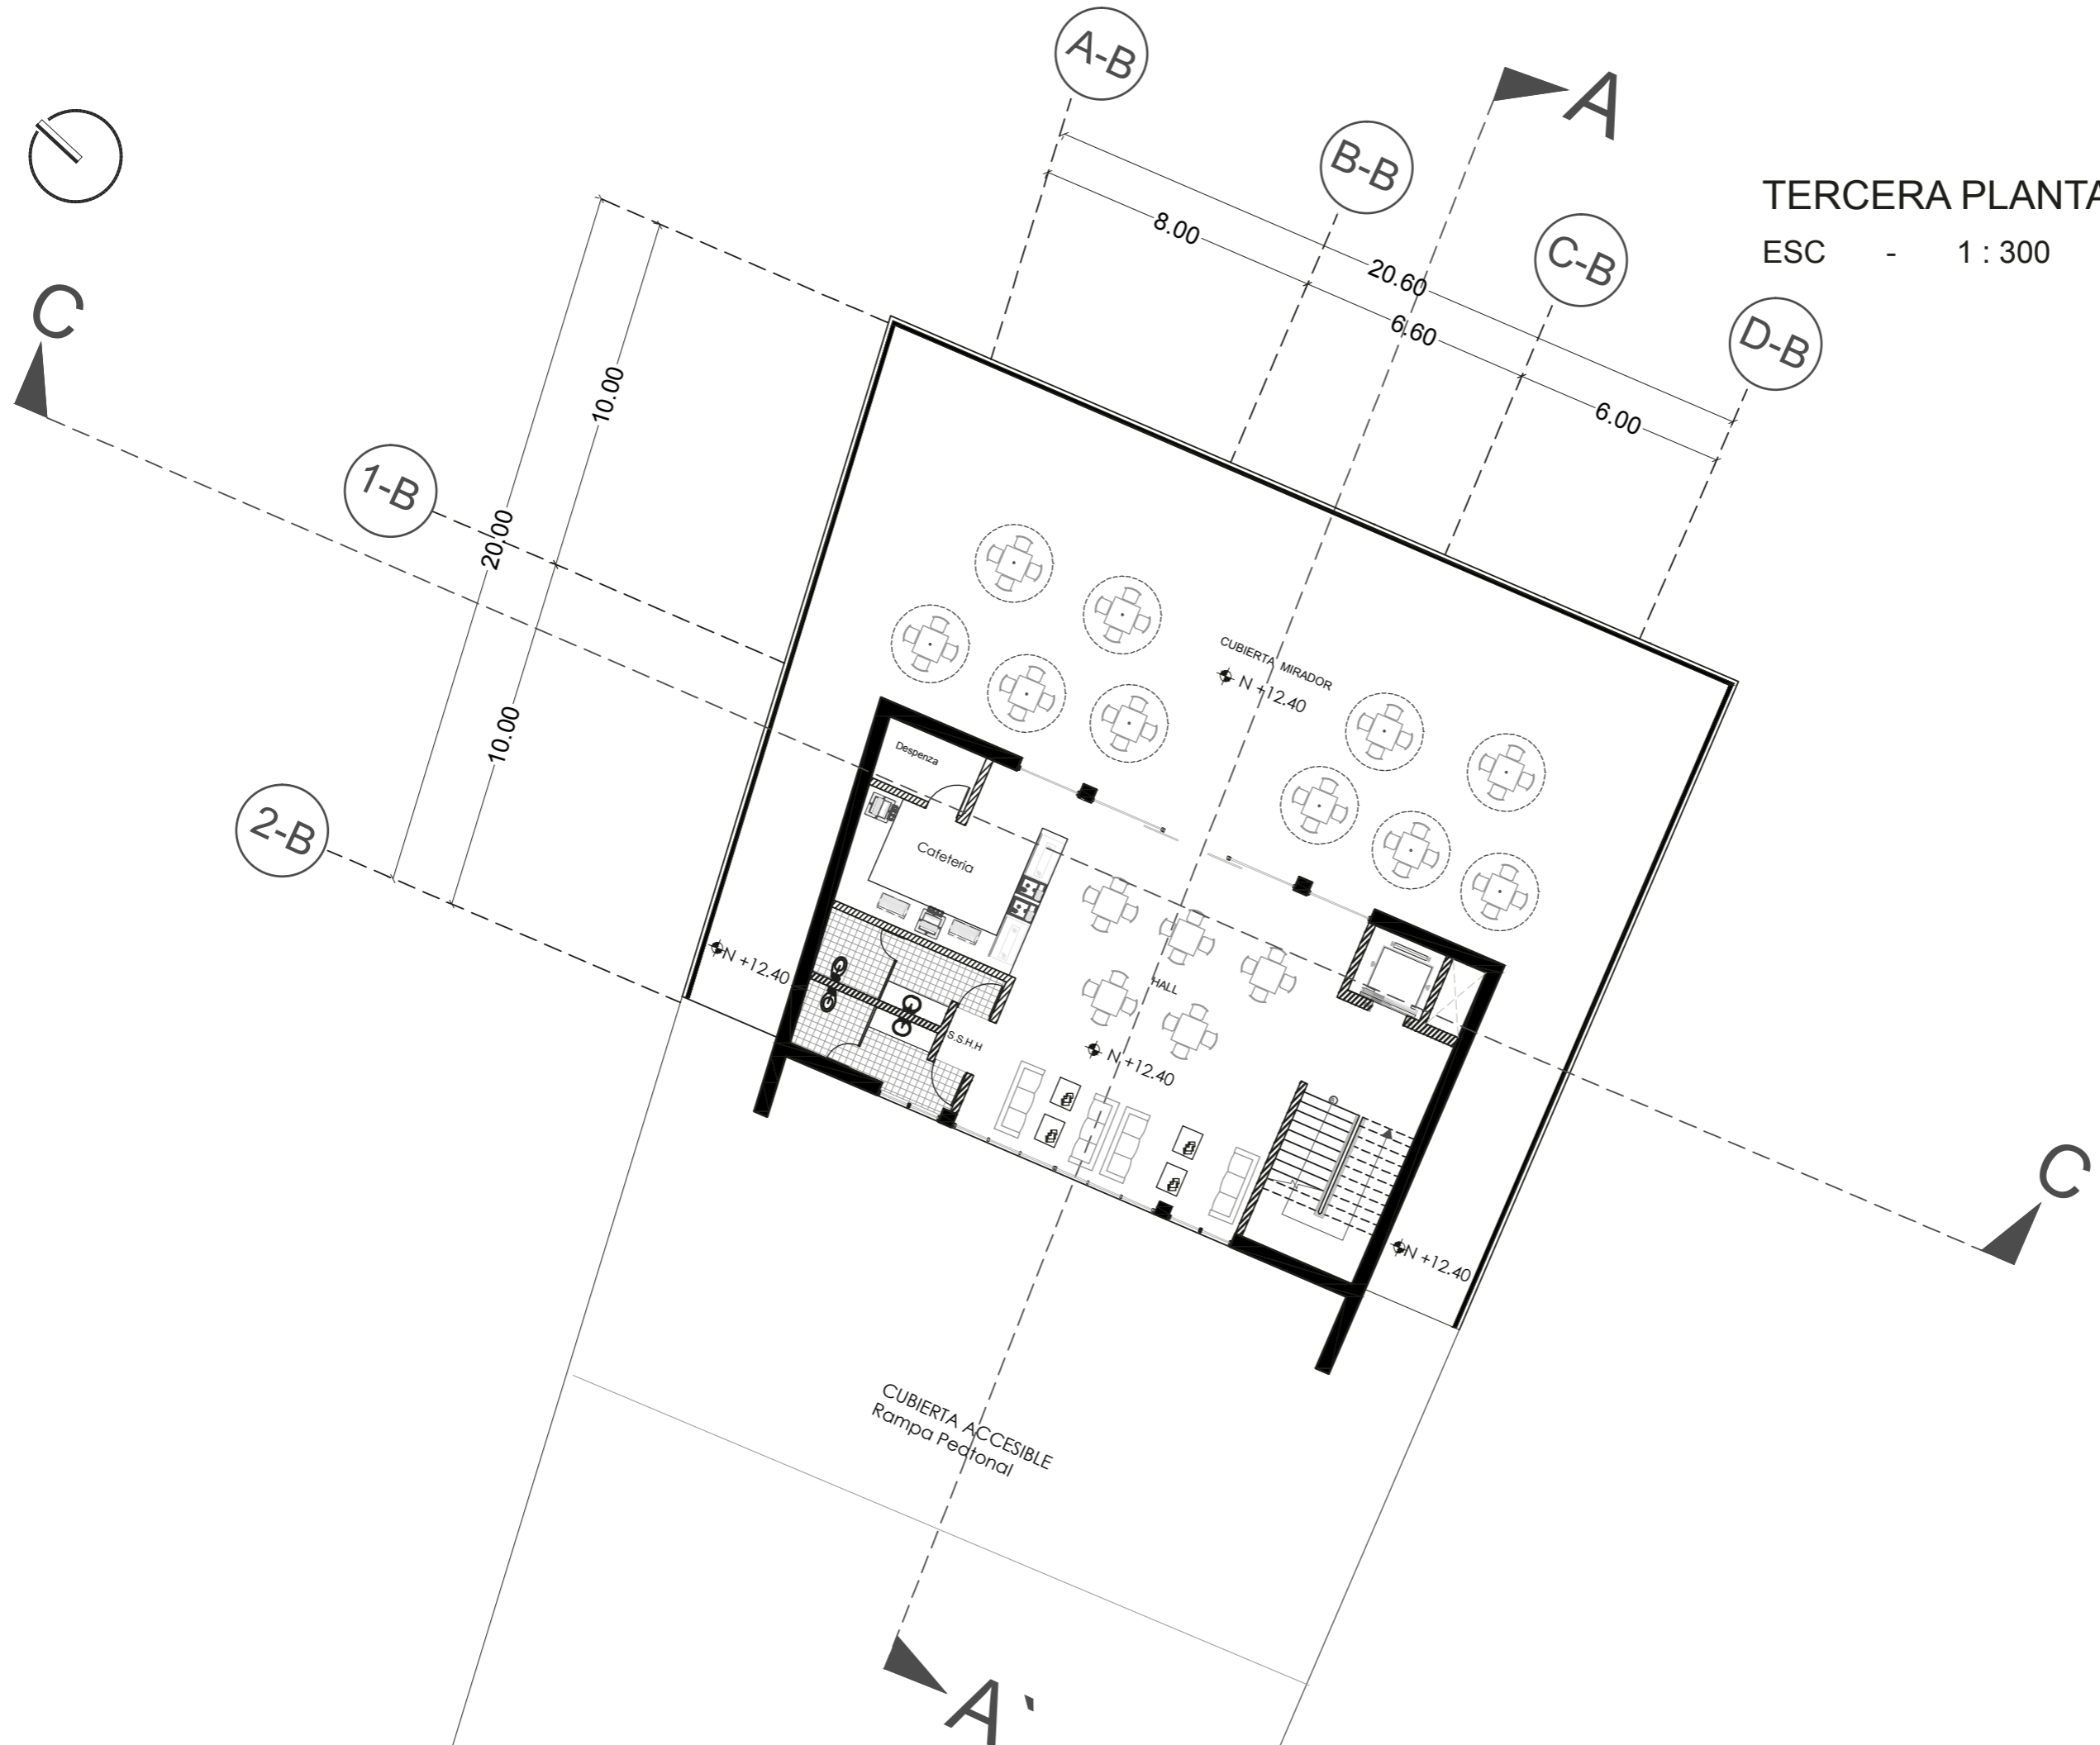 A-B
A
B-B
TERCERA PLANTA
ESC - 1 : 300
C-B
D-B
8.00
20.60
6.60
6.00
C
10.00
1-B
20.00
10.00
2-B
CUBIERTA MIRADOR
N +12.40
Despenza
Cafeteria
N +12.40
HALL
S.S.H.H
N +12.40
N +12.40
C
CUBIERTA ACCESIBLE
Rampa Peatonal
A`